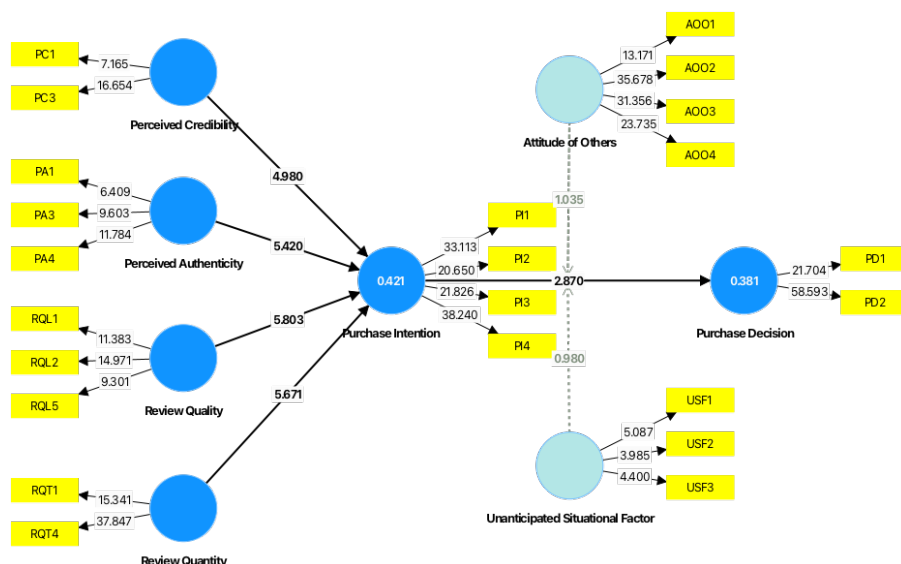 PC1
7.165
16.654
PC3
Perceived Credibility
4.980
PA1
6.409
PA3
9.603
11.784
PA4
Perceived Authenticity
5.420
RQL1
11.383
RQL2
14.971
9.301
RQL5
Review Quality
5.803
RQT1
15.341
37.847
RQT4
Review Quantity
5.671
0.421
Purchase Intention
PI1
33.113
PI2
20.650
21.826
PI3
38.240
PI4
AOO1
13.171
AOO2
35.678
31.356
AOO3
23.735
AOO4
Attitude of Others
1.035
2.870
0.980
USF1
5.087
USF2
3.985
4.400
USF3
Unanticipated Situational Factor
0.381
Purchase Decision
PD1
21.704
58.593
PD2